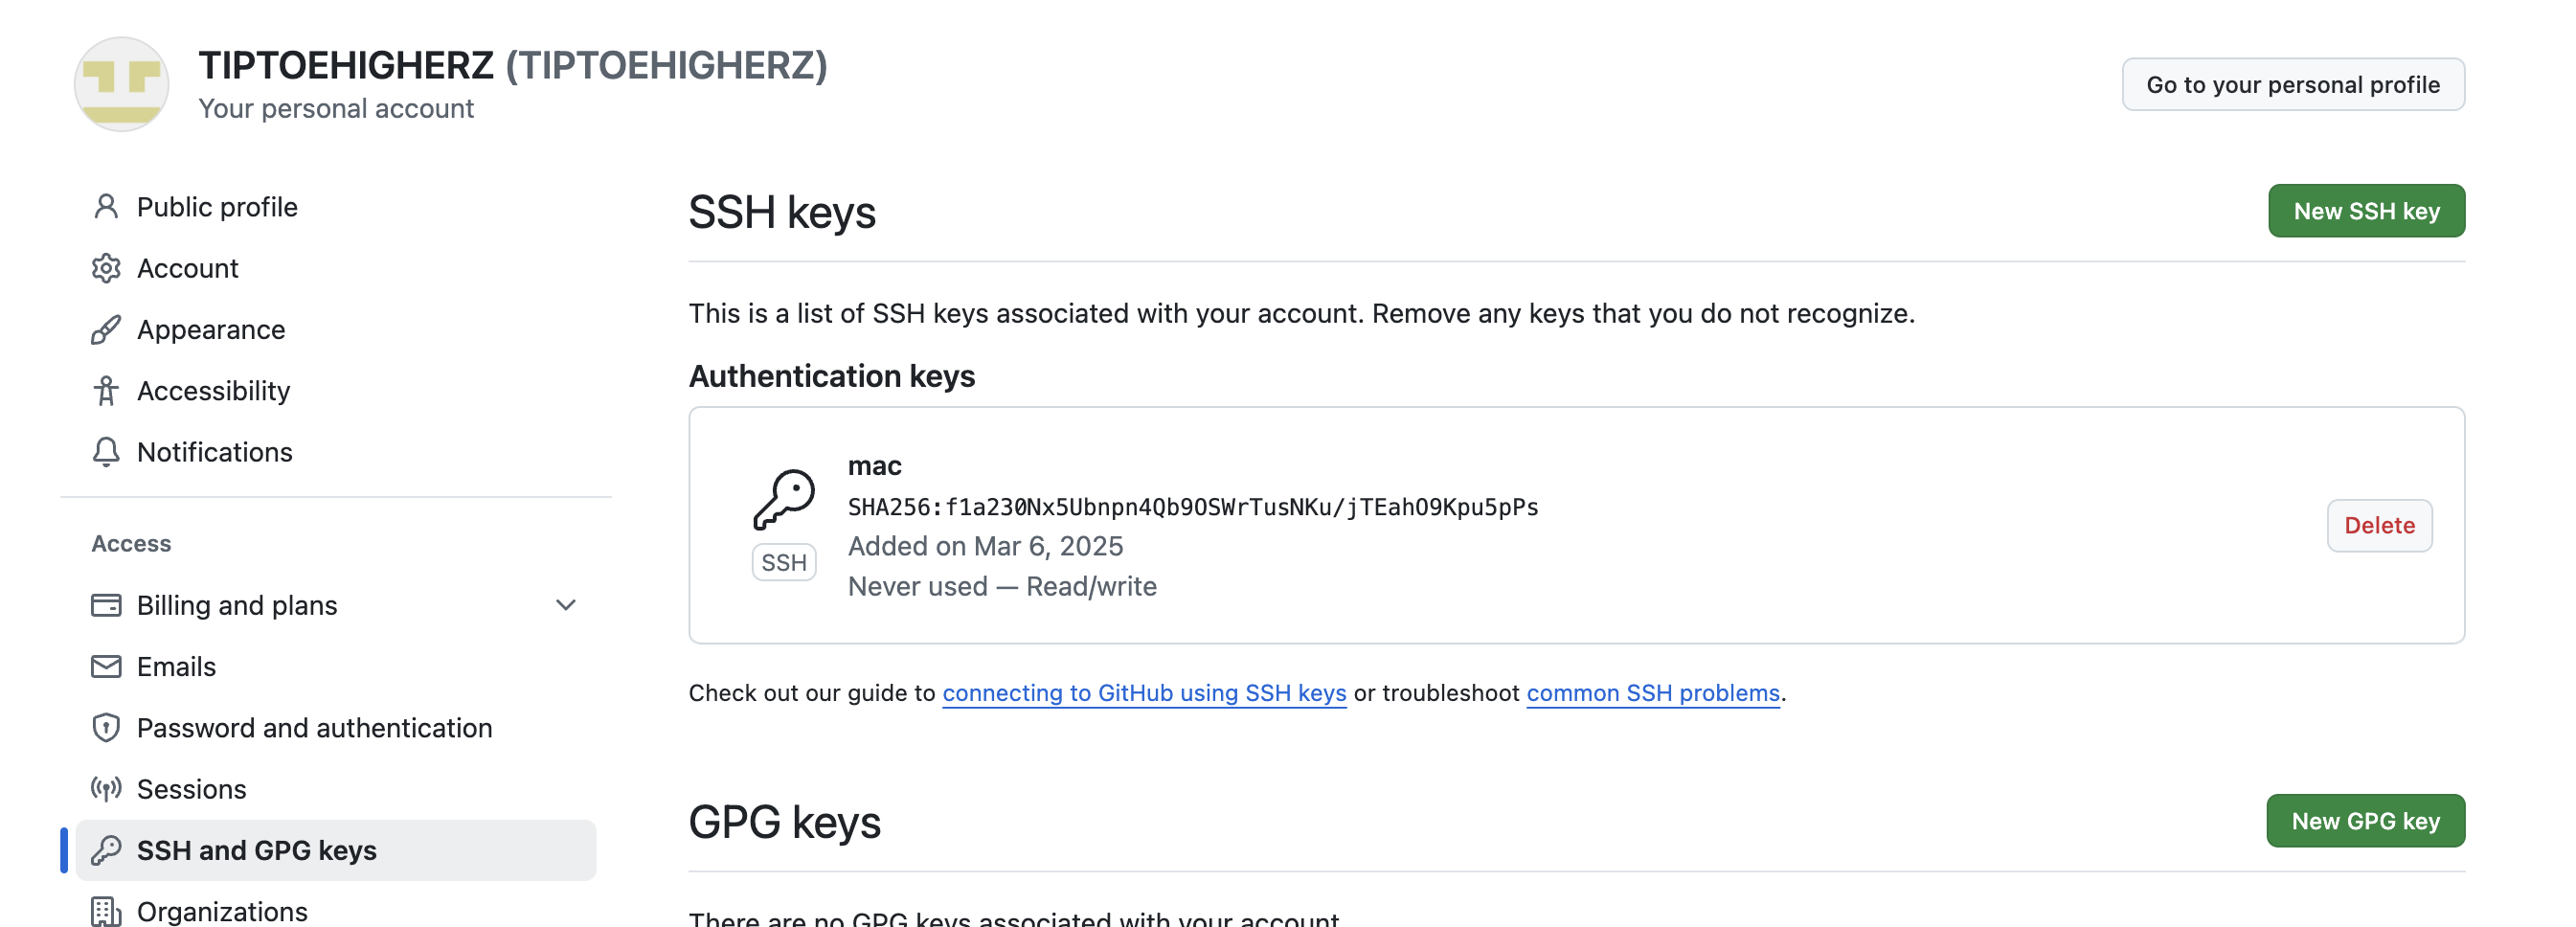 TIPTOEHIGHERZ (TIPTOEHIGHERZ)
Your personal account
Go to your personal profile
Public profile
Account
Appearance
Accessibility
Notifications
Access
Billing and plans
Emails
Password and authentication
Sessions
SSH and GPG keys
Organizations
SSH keys
New SSH key
This is a list of SSH keys associated with your account. Remove any keys that you do not recognize.
Authentication keys
mac
SHA256:f1a230Nx5Ubnpn4Qb9OSWrTusNKu/jTEahO9Kpu5pPs
Added on Mar 6, 2025
Never used — Read/write
SSH
Delete
Check out our guide to connecting to GitHub using SSH keys or troubleshoot common SSH problems.
GPG keys
New GPG key
There are no GPG keys associated with your account.